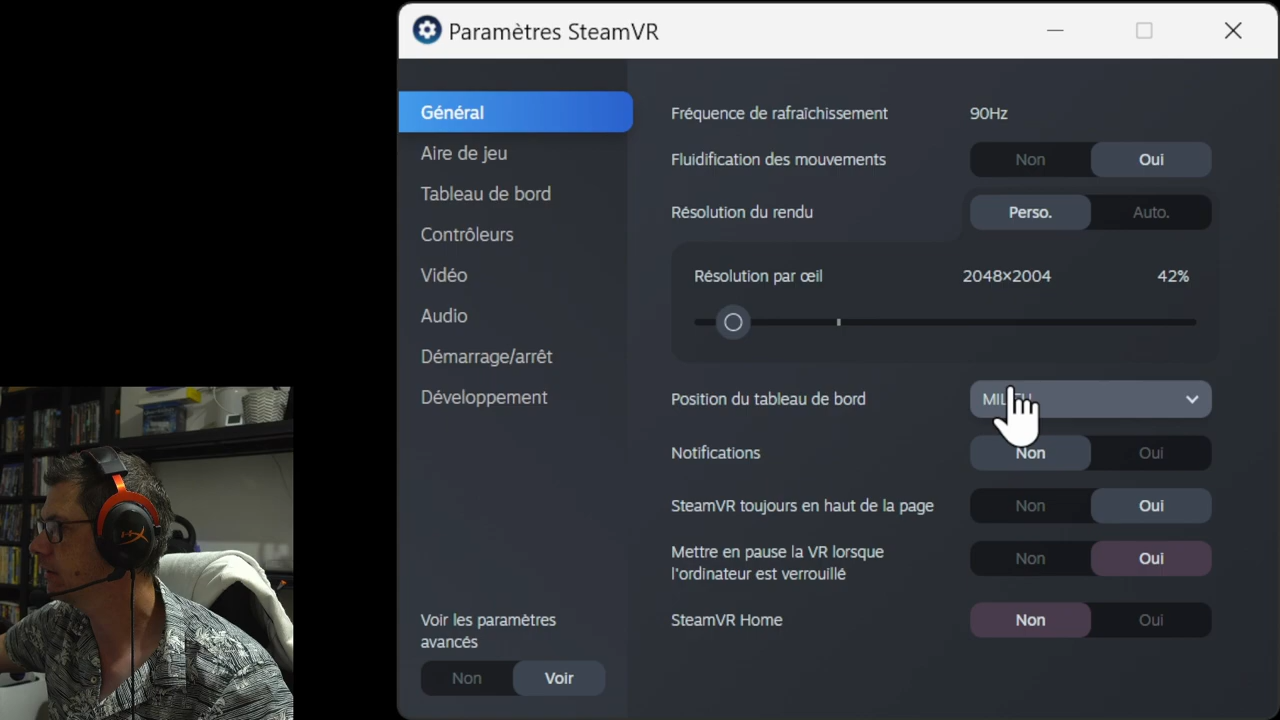 Paramètres SteamVR
Général
Aire de jeu
Tableau de bord
Contrôleurs
Vidéo
Audio
Démarrage/arrêt
Développement
Voir les paramètres
avancés
Non Voir
Fréquence de rafraîchissement 90Hz
Fluidification des mouvements Non Oui
Résolution du rendu Perso. Auto.
Résolution par œil 2048×2004 42%
Position du tableau de bord
Notifications Non Oui
SteamVR toujours en haut de la page Non Oui
Mettre en pause la VR lorsque
l'ordinateur est verrouillé Non Oui
SteamVR Home Non Oui